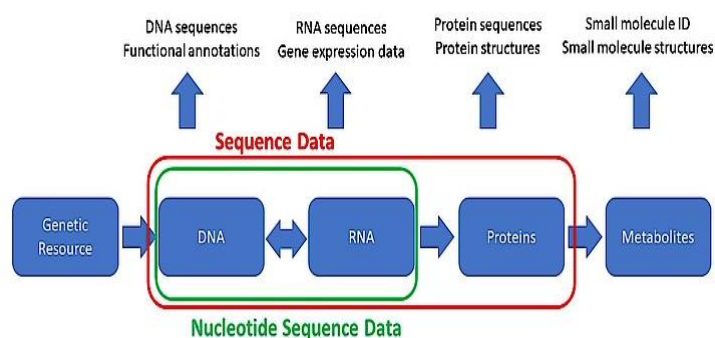 DNA sequences
Functional annotations
RNA sequences
Gene expression data
Protein sequences
Protein structures
Small molecule ID
Small molecule structures
Sequence Data
Genetic
Resource
DNA
RNA
Proteins
Metabolites
Nucleotide Sequence Data